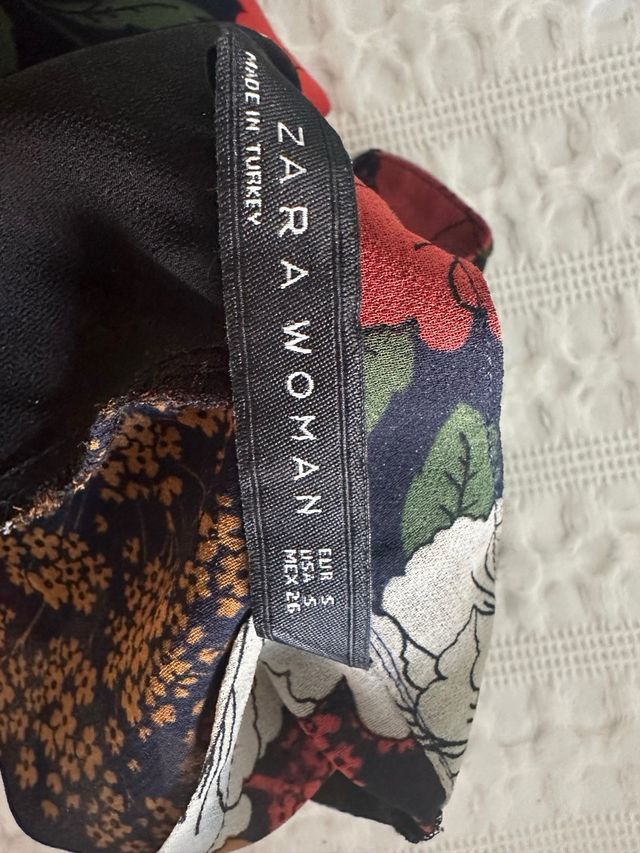 ZARA WOMAN
MADE IN TURKEY
EUR S
USA S
MEX 26